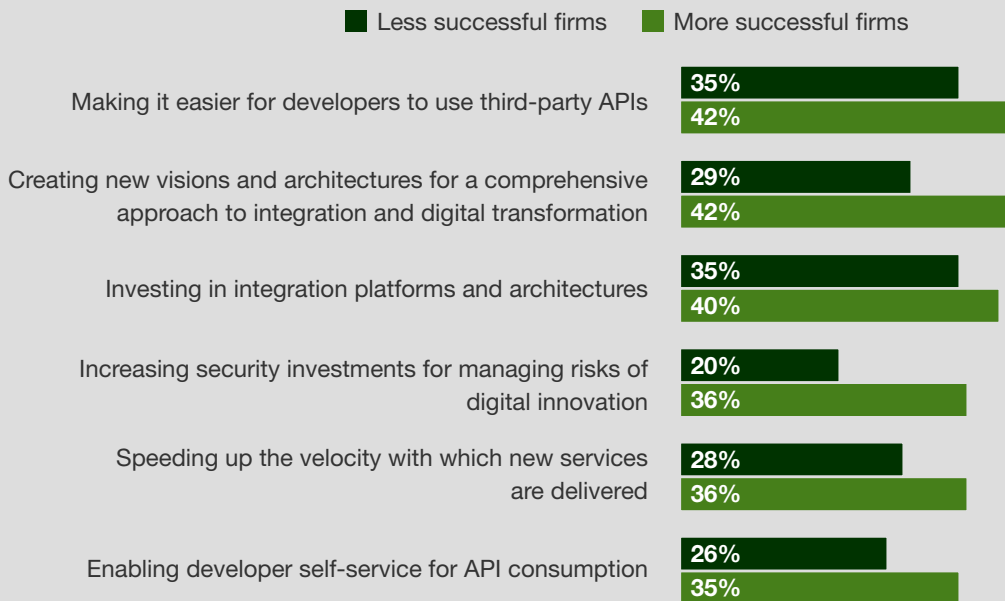 Less successful firms More successful firms
Making it easier for developers to use third-party APIs
35%
42%
Creating new visions and architectures for a comprehensive
approach to integration and digital transformation
29%
42%
Investing in integration platforms and architectures
35%
40%
Increasing security investments for managing risks of
digital innovation
20%
36%
Speeding up the velocity with which new services
are delivered
28%
36%
Enabling developer self-service for API consumption
26%
35%